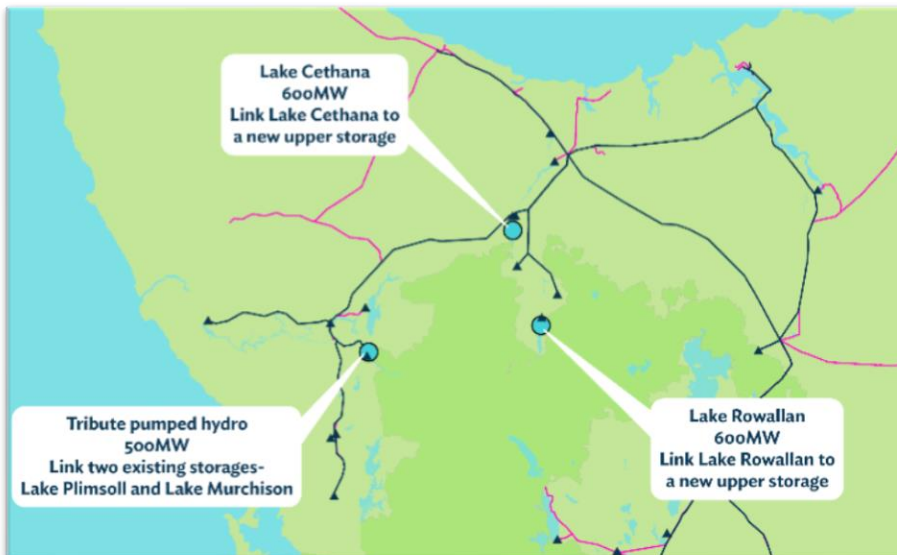 Lake Cethana
600MW
Link Lake Cethana to
a new upper storage
Tribute pumped hydro
500MW
Link two existing storages-
Lake Plimsoll and Lake Murchison
Lake Rowallan
600MW
Link Lake Rowallan to
a new upper storage